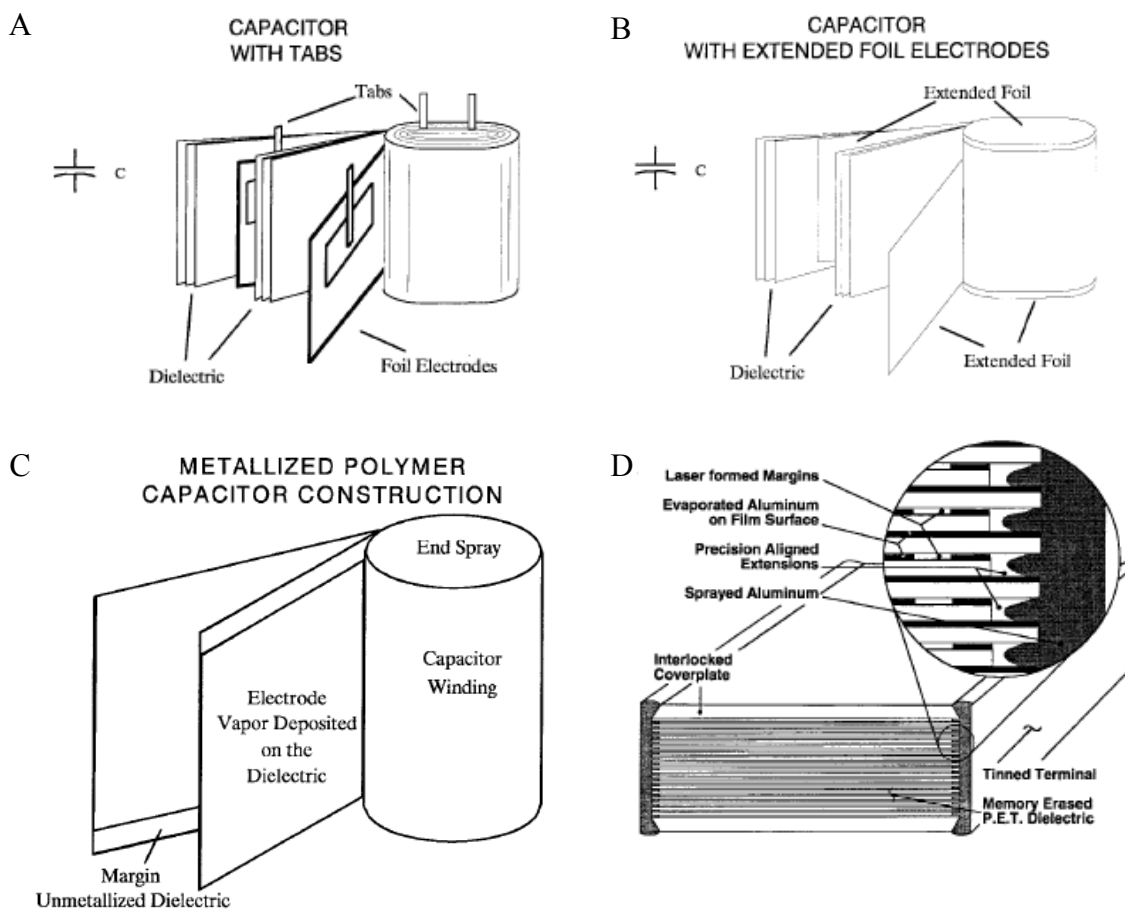 A
CAPACITOR
WITH TABS
Tabs
C
Dielectric
Foil Electrodes
B
CAPACITOR
WITH EXTENDED FOIL ELECTRODES
Extended Foil
C
Dielectric
Extended Foil
C
METALLIZED POLYMER
CAPACITOR CONSTRUCTION
End Spray
Capacitor
Winding
Electrode
Vapor Deposited
on the
Dielectric
Margin
Unmetallized Dielectric
D
Laser formed Margins
Evaporated Aluminum
on Film Surface
Precision Aligned
Extensions
Sprayed Aluminum
Interlocked
Coverplate
Tinned Terminal
Memory Erased
P.E.T. Dielectric